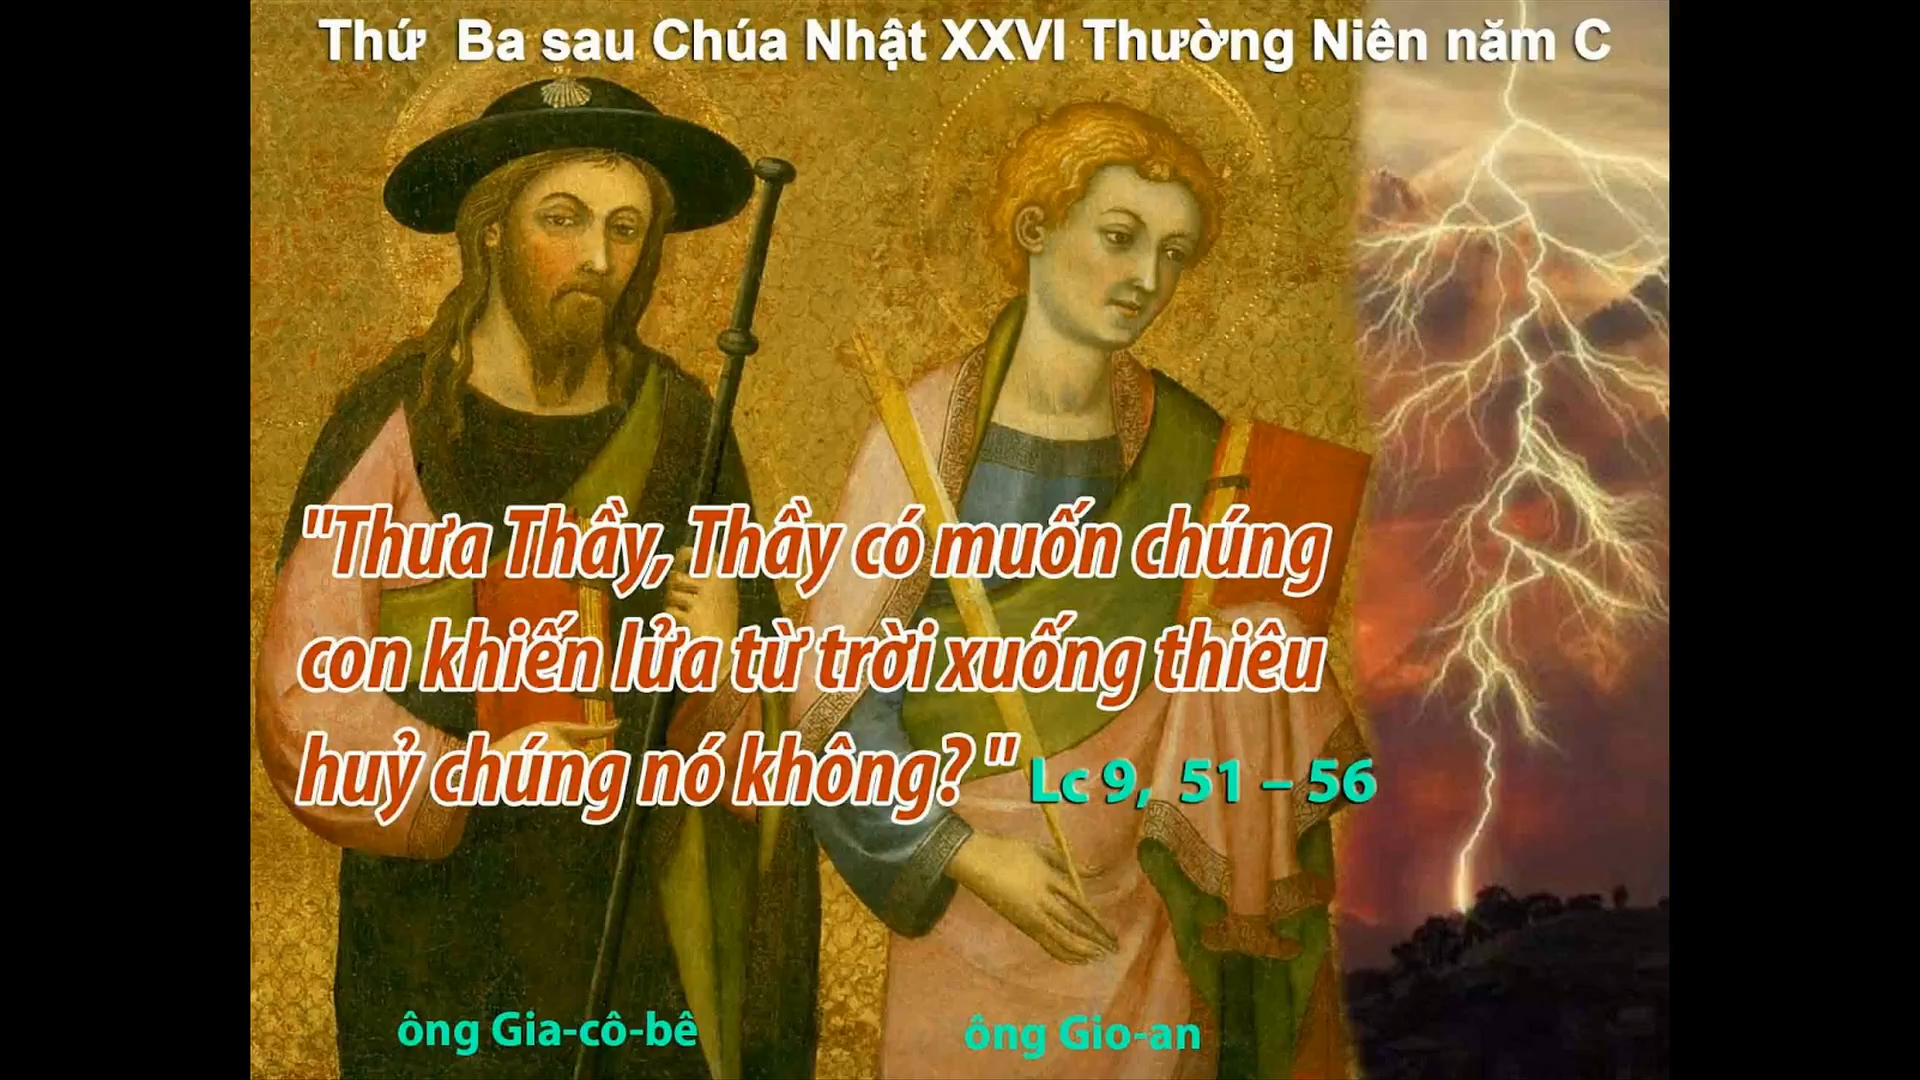 Thứ Ba sau Chúa Nhật XXVI Thường Niên năm C
"Thưa Thầy, Thầy có muốn chúng
con khiến lửa từ trời xuống thiêu
huỷ chúng nó không? " Lc 9, 51 – 56
ông Gia-cô-bê
ông Gio-an